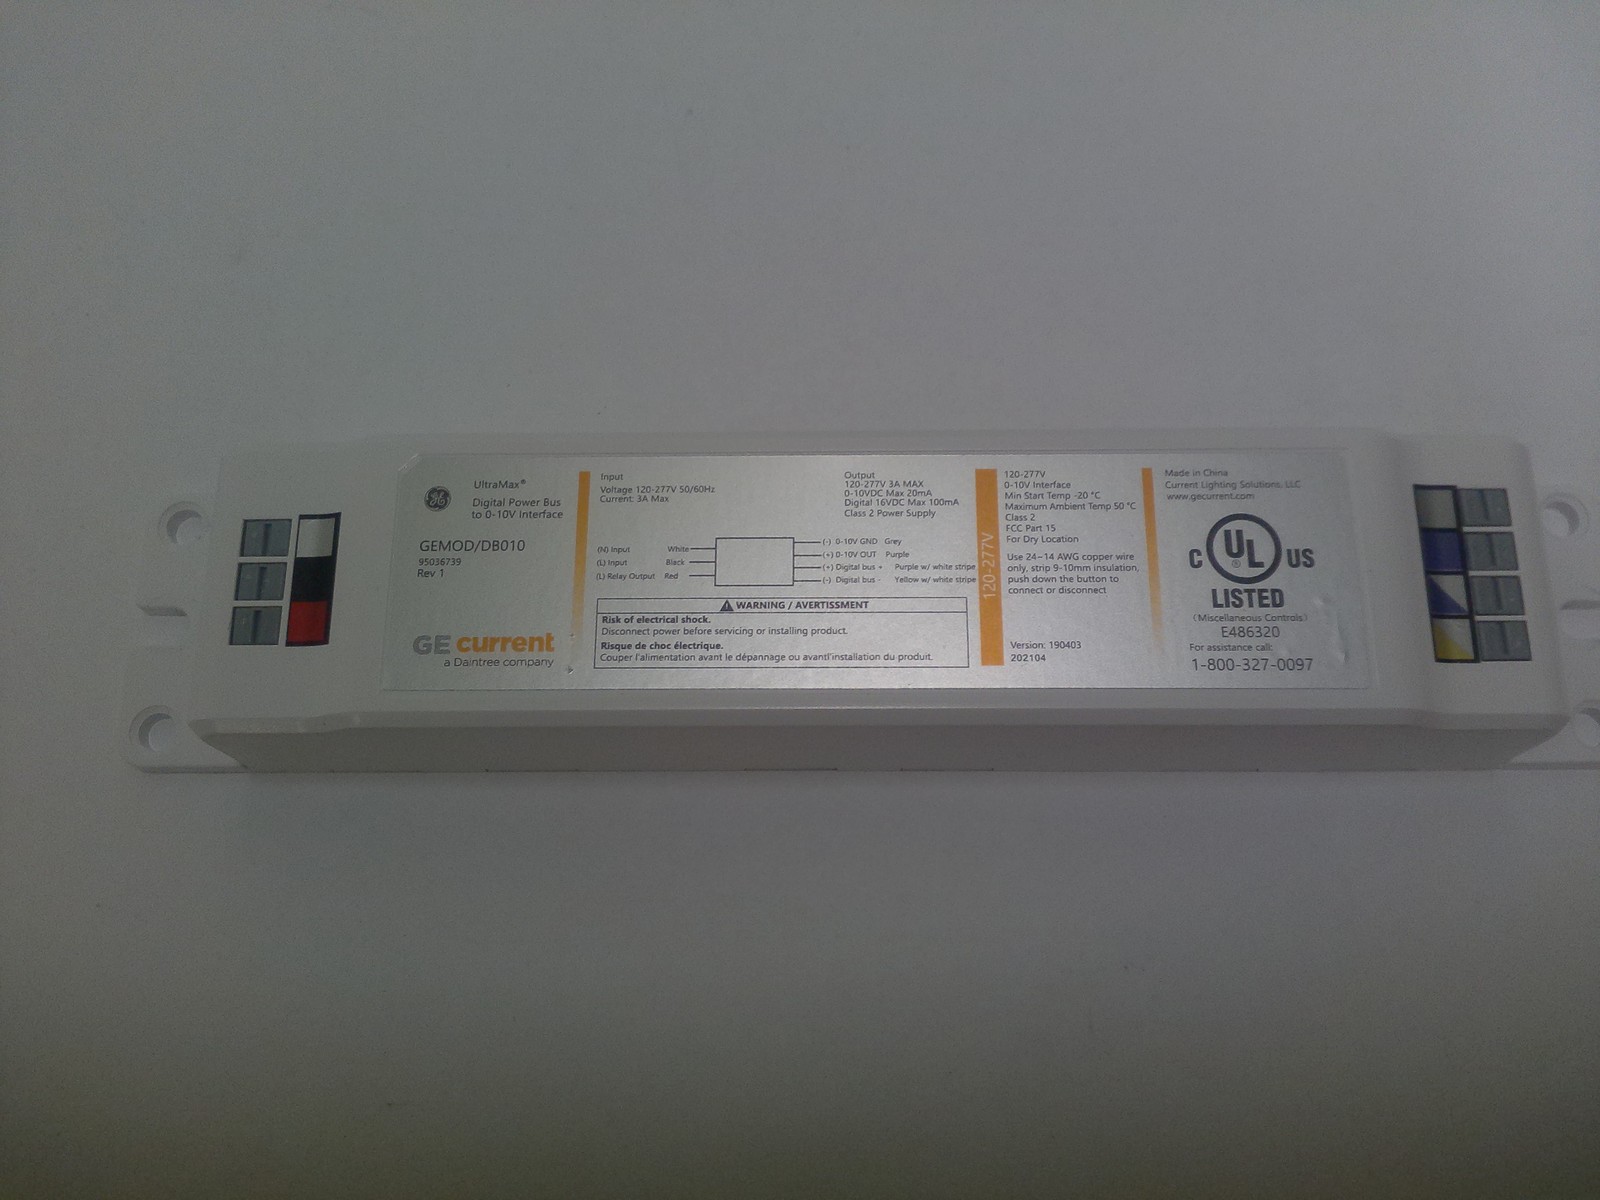 UltraMax®
Digital Power Bus
to 0-10V Interface
GEMOD/DB010
95036739
Rev 1
GE current
a Daintree company
Input
Voltage 120-277V 50/60Hz
Current: 3A Max
Output
120-277V 3A MAX
0-10VDC Max 20mA
Digital 16VDC Max 100mA
Class 2 Power Supply
(N) Input White
(L) Input Black
(L) Relay Output Red
(-) 0-10V GND Grey
(+) 0-10V OUT Purple
(+) Digital bus + Purple w/ white stripe
(-) Digital bus - Yellow w/ white stripe
WARNING / AVERTISSMENT
Risk of electrical shock.
Disconnect power before servicing or installing product.
Risque de choc électrique.
Couper l'alimentation avant le dépannage ou avantl'installation du produit.
120-277V
120-277V
0-10V Interface
Min Start Temp -20 °C
Maximum Ambient Temp 50 °C
Class 2
FCC Part 15
For Dry Location
Use 24~14 AWG copper wire
only, strip 9-10mm insulation,
push down the button to
connect or disconnect
Version: 190403
202104
Made in China
Current Lighting Solutions, LLC
www.gecurrent.com
C UL® US
LISTED
(Miscellaneous Controls)
E486320
For assistance call:
1-800-327-0097